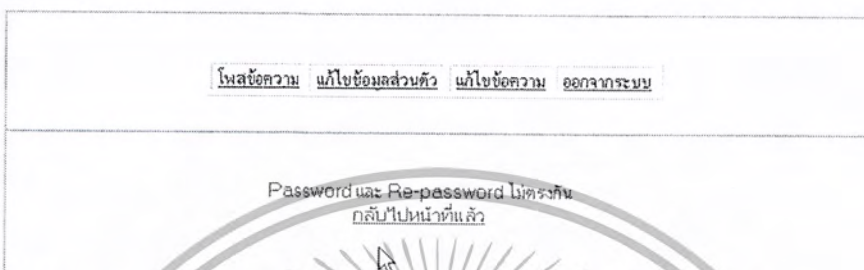 โพสข้อความ แก้ไขข้อมูลส่วนตัว แก้ไขข้อความ ออกจากระบบ
Password และ Re-password ไม่ตรงกัน
กลับไปหน้าที่แล้ว